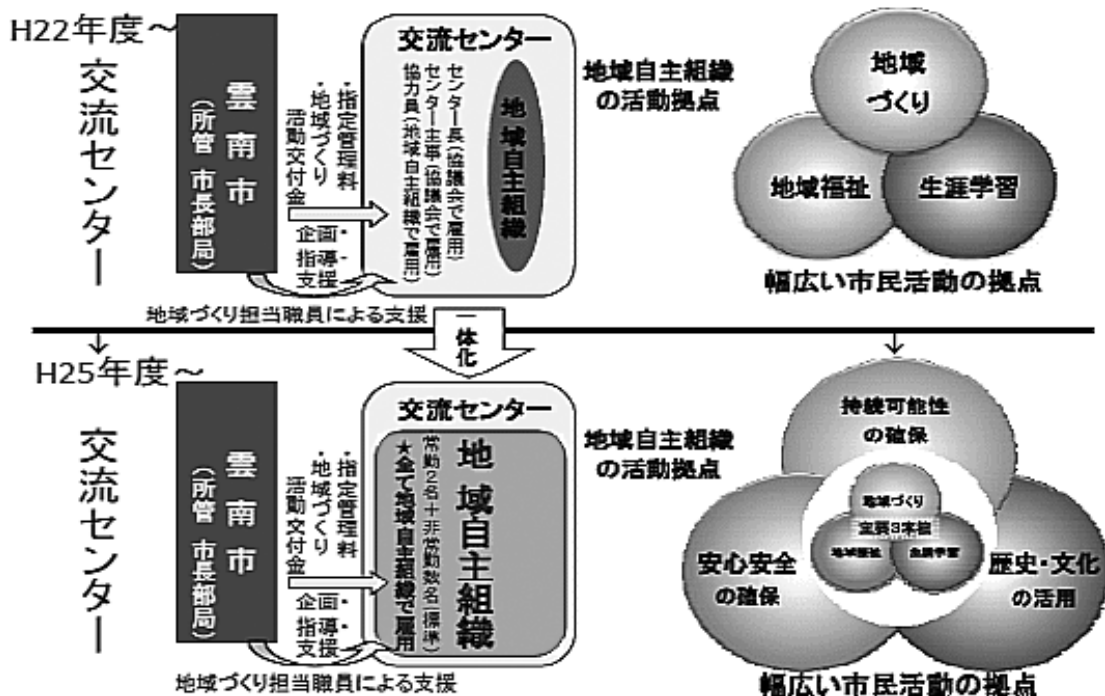 H22年度～
交流センター
雲南市
(所管 市長部局)
・指定管理料
・地域づくり
活動交付金
企画・
指導・
支援
地域づくり担当職員による支援
交流センター
センター長(協議会で雇用)
センター主事(協議会で雇用)
協力員(地域自主組織で雇用)
地域自主組織
地域自主組織
の活動拠点
地域
づくり
地域福祉
生涯学習
幅広い市民活動の拠点
一体化
H25年度～
交流センター
雲南市
(所管 市長部局)
・指定管理料
・地域づくり
活動交付金
企画・
指導・
支援
地域づくり担当職員による支援
交流センター
地域自主組織
常勤2名+非常勤数名(標準)
★全て地域自主組織で雇用
地域自主組織
の活動拠点
持続可能性
の確保
地域づくり
主要3本柱
地域福祉
生涯学習
安心安全
の確保
歴史・文化
の活用
幅広い市民活動の拠点